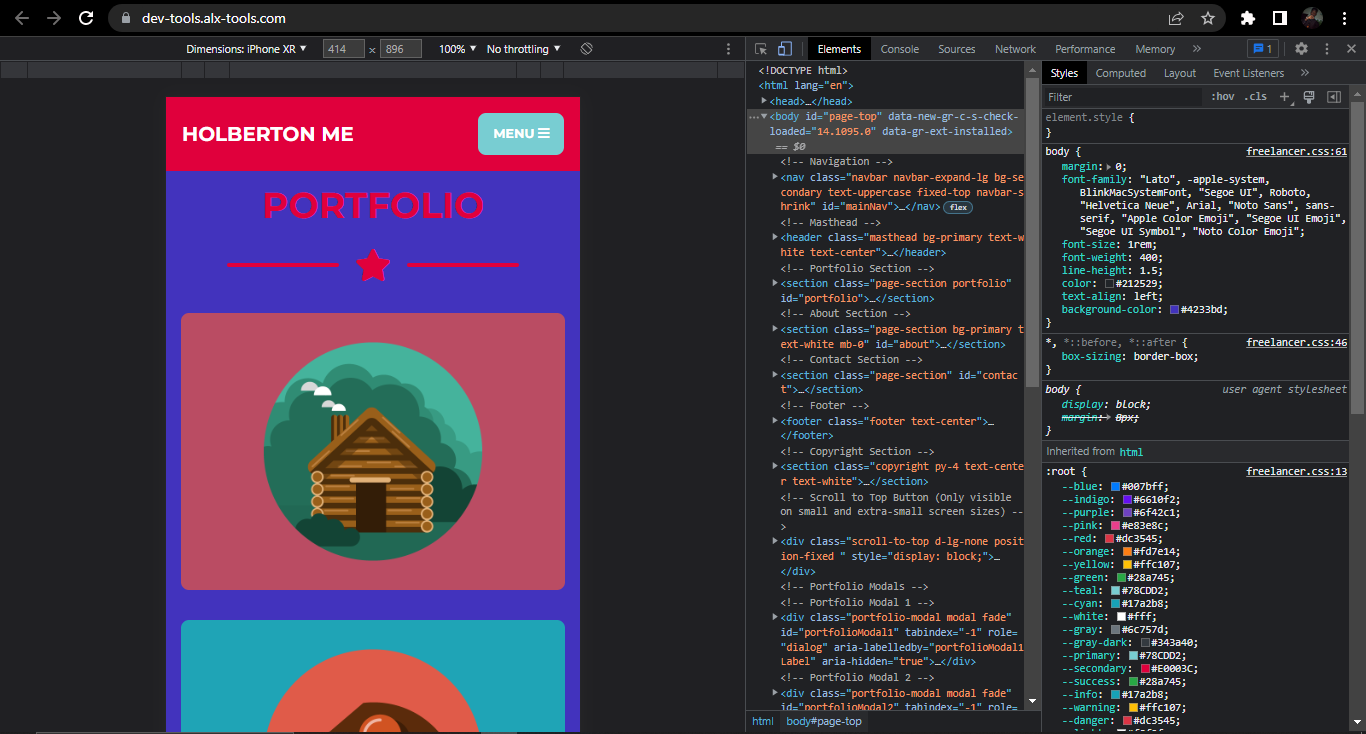 dev-tools.alx-tools.com
Dimensions: iPhone XR ▼ 414 x 896 100% ▼ No throttling ▼
HOLBERTON ME
MENU
PORTFOLIO
Elements Console Sources Network Performance Memory » 1
<!DOCTYPE html>
<html lang="en">
<head>…</head>
<body id="page-top" data-new-gr-c-s-check-
loaded="14.1095.0" data-gr-ext-installed>
== $0
<!-- Navigation -->
<nav class="navbar navbar-expand-lg bg-se
condary text-uppercase fixed-top navbar-s
hrink" id="mainNav">…</nav> flex
<!-- Masthead -->
<header class="masthead bg-primary text-w
hite text-center">…</header>
<!-- Portfolio Section -->
<section class="page-section portfolio"
id="portfolio">…</section>
<!-- About Section -->
<section class="page-section bg-primary t
ext-white mb-0" id="about">…</section>
<!-- Contact Section -->
<section class="page-section" id="contac
t">…</section>
<!-- Footer -->
<footer class="footer text-center">…
</footer>
<!-- Copyright Section -->
<section class="copyright py-4 text-cente
r text-white">…</section>
<!-- Scroll to Top Button (Only visible
on small and extra-small screen sizes) --
>
<div class="scroll-to-top d-lg-none posit
ion-fixed " style="display: block;">…
</div>
<!-- Portfolio Modals -->
<!-- Portfolio Modal 1 -->
<div class="portfolio-modal modal fade"
id="portfolioModal1" tabindex="-1" role=
"dialog" aria-labelledby="portfolioModal1
Label" aria-hidden="true">…</div>
<!-- Portfolio Modal 2 -->
<div class="portfolio-modal modal fade"
id="portfolioModal2" tabindex="-1" role=
html body#page-top
Styles Computed Layout Event Listeners »
Filter :hov .cls +
element.style {
}
body { freelancer.css:61
margin: 0;
font-family: "Lato", -apple-system,
BlinkMacSystemFont, "Segoe UI", Roboto,
"Helvetica Neue", Arial, "Noto Sans", sans-
serif, "Apple Color Emoji", "Segoe UI Emoji",
"Segoe UI Symbol", "Noto Color Emoji";
font-size: 1rem;
font-weight: 400;
line-height: 1.5;
color: #212529;
text-align: left;
background-color: #4233bd;
}
*, *::before, *::after { freelancer.css:46
box-sizing: border-box;
}
body { user agent stylesheet
display: block;
margin: 8px;
}
Inherited from html
:root { freelancer.css:13
--blue: #007bff;
--indigo: #6610f2;
--purple: #6f42c1;
--pink: #e83e8c;
--red: #dc3545;
--orange: #fd7e14;
--yellow: #ffc107;
--green: #28a745;
--teal: #78CDD2;
--cyan: #17a2b8;
--white: #fff;
--gray: #6c757d;
--gray-dark: #343a40;
--primary: #78CDD2;
--secondary: #E0003C;
--success: #28a745;
--info: #17a2b8;
--warning: #ffc107;
--danger: #dc3545;